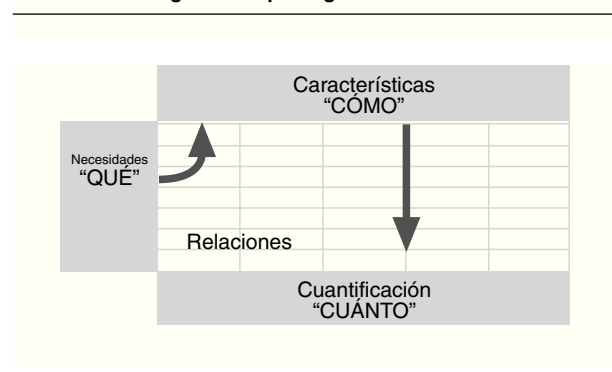 Características
“CÓMO”
Necesidades
“QUÉ”
Relaciones
Cuantificación
“CUÁNTO”